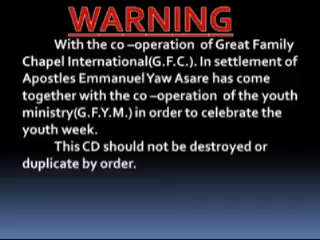 WARNING
With the co –operation of Great Family
Chapel International(G.F.C.). In settlement of
Apostles Emmanuel Yaw Asare has come
together with the co –operation of the youth
ministry(G.F.Y.M.) in order to celebrate the
youth week.
This CD should not be destroyed or
duplicate by order.